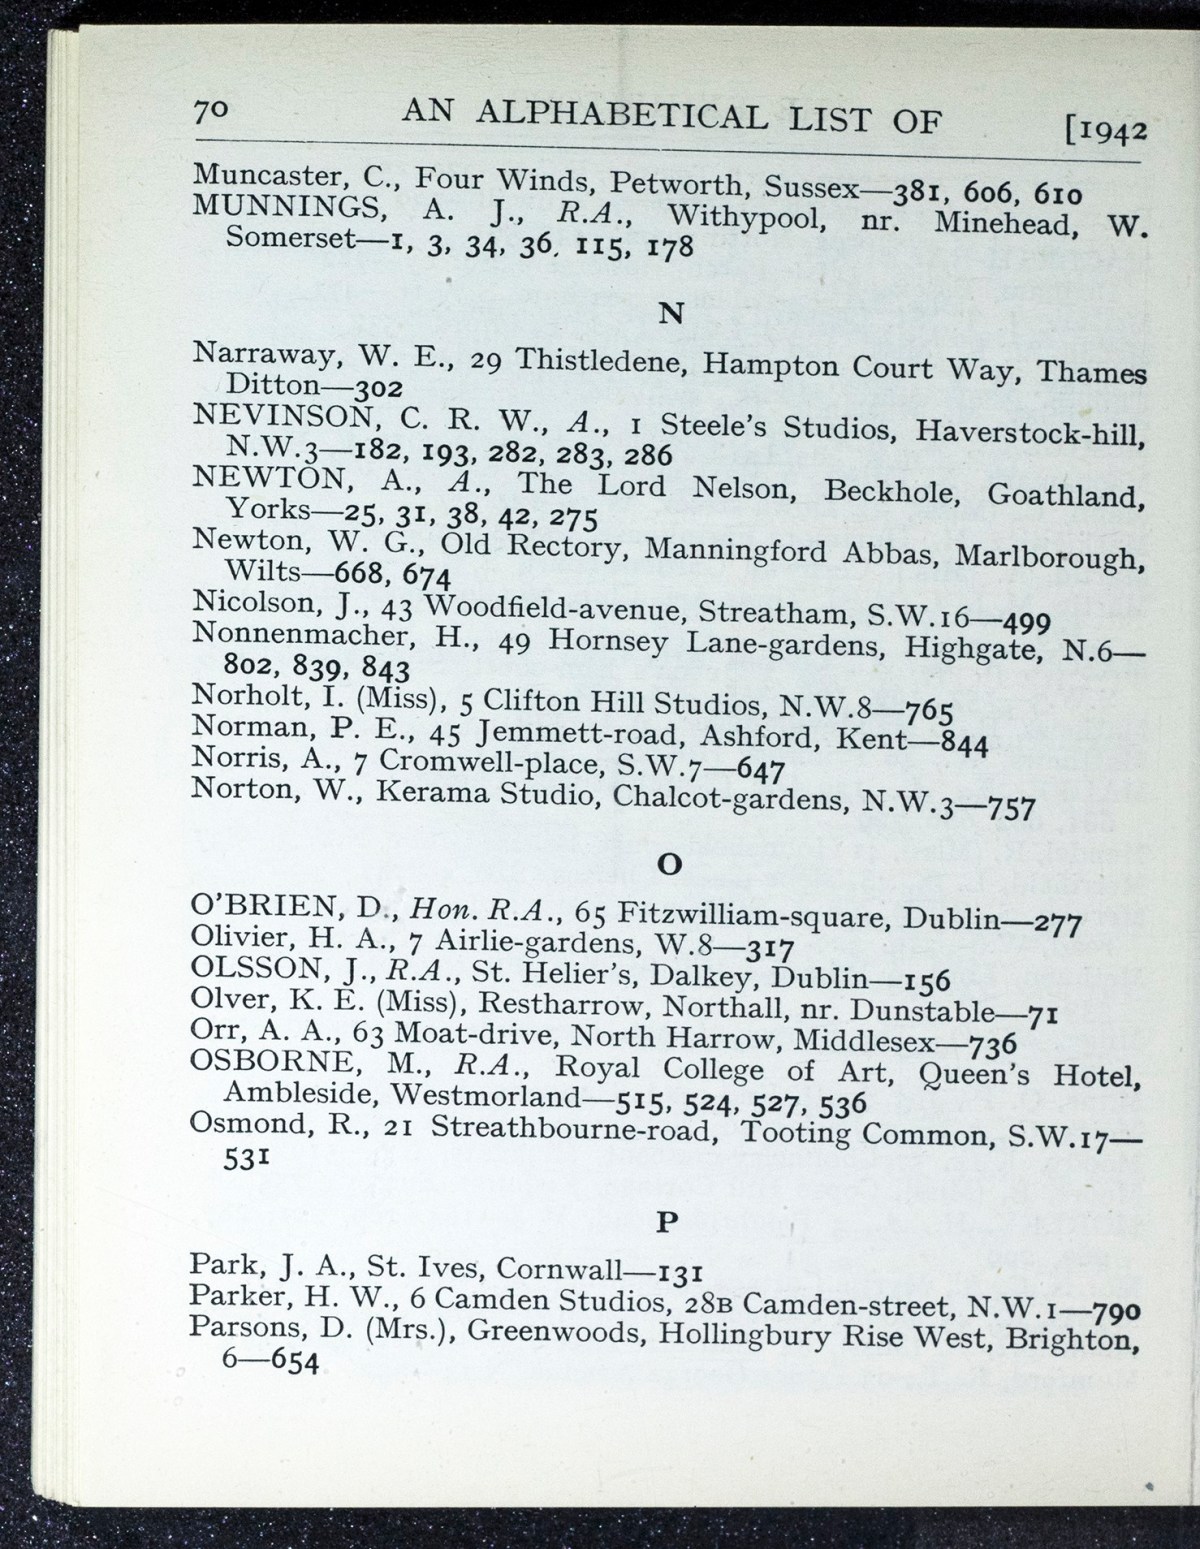 70 AN ALPHABETICAL LIST OF [1942
Muncaster, C., Four Winds, Petworth, Sussex—381, 606, 610
MUNNINGS, A. J., R.A., Withypool, nr. Minehead, W.
Somerset—1, 3, 34, 36, 115, 178
N
Narraway, W. E., 29 Thistledene, Hampton Court Way, Thames
Ditton—302
NEVINSON, C. R. W., A., 1 Steele's Studios, Haverstock-hill,
N.W.3—182, 193, 282, 283, 286
NEWTON, A., A., The Lord Nelson, Beckhole, Goathland,
Yorks—25, 31, 38, 42, 275
Newton, W. G., Old Rectory, Manningford Abbas, Marlborough,
Wilts—668, 674
Nicolson, J., 43 Woodfield-avenue, Streatham, S.W.16—499
Nonnenmacher, H., 49 Hornsey Lane-gardens, Highgate, N.6—
802, 839, 843
Norholt, I. (Miss), 5 Clifton Hill Studios, N.W.8—765
Norman, P. E., 45 Jemmett-road, Ashford, Kent—844
Norris, A., 7 Cromwell-place, S.W.7—647
Norton, W., Kerama Studio, Chalcot-gardens, N.W.3—757
O
O'BRIEN, D., Hon. R.A., 65 Fitzwilliam-square, Dublin—277
Olivier, H. A., 7 Airlie-gardens, W.8—317
OLSSON, J., R.A., St. Helier's, Dalkey, Dublin—156
Olver, K. E. (Miss), Restharrow, Northall, nr. Dunstable—71
Orr, A. A., 63 Moat-drive, North Harrow, Middlesex—736
OSBORNE, M., R.A., Royal College of Art, Queen's Hotel,
Ambleside, Westmorland—515, 524, 527, 536
Osmond, R., 21 Streathbourne-road, Tooting Common, S.W.17—
531
P
Park, J. A., St. Ives, Cornwall—131
Parker, H. W., 6 Camden Studios, 28B Camden-street, N.W.1—790
Parsons, D. (Mrs.), Greenwoods, Hollingbury Rise West, Brighton,
6—654